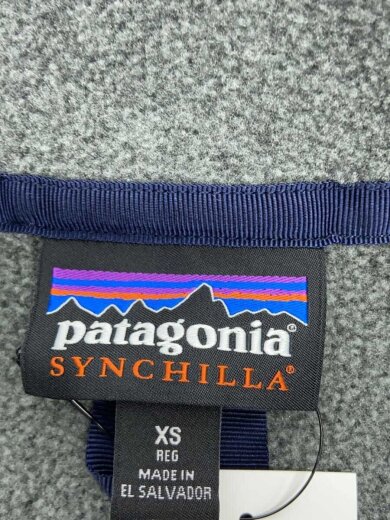 patagonia®
SYNCHILLA®
XS
REG
MADE IN
EL SALVADOR